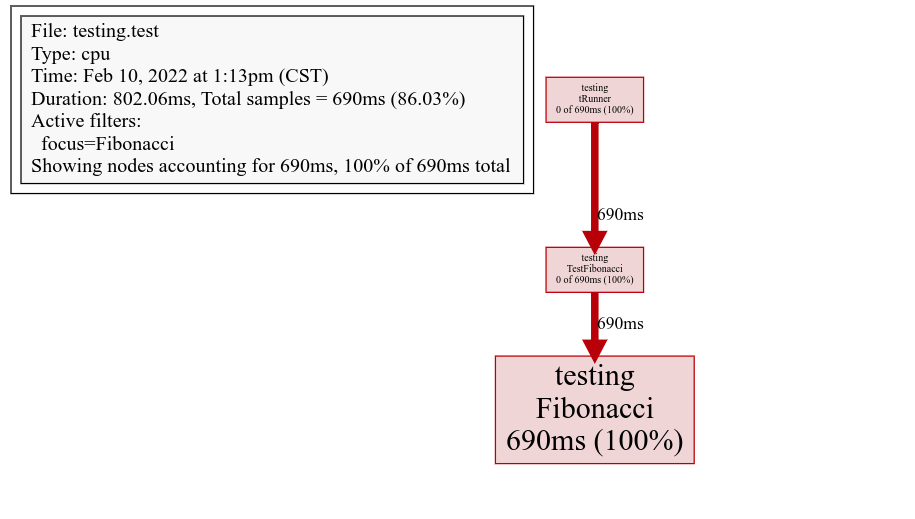 File: testing.test
Type: cpu
Time: Feb 10, 2022 at 1:13pm (CST)
Duration: 802.06ms, Total samples = 690ms (86.03%)
Active filters:
focus=Fibonacci
Showing nodes accounting for 690ms, 100% of 690ms total
testing
tRunner
0 of 690ms (100%)
690ms
testing
TestFibonacci
0 of 690ms (100%)
690ms
testing
Fibonacci
690ms (100%)